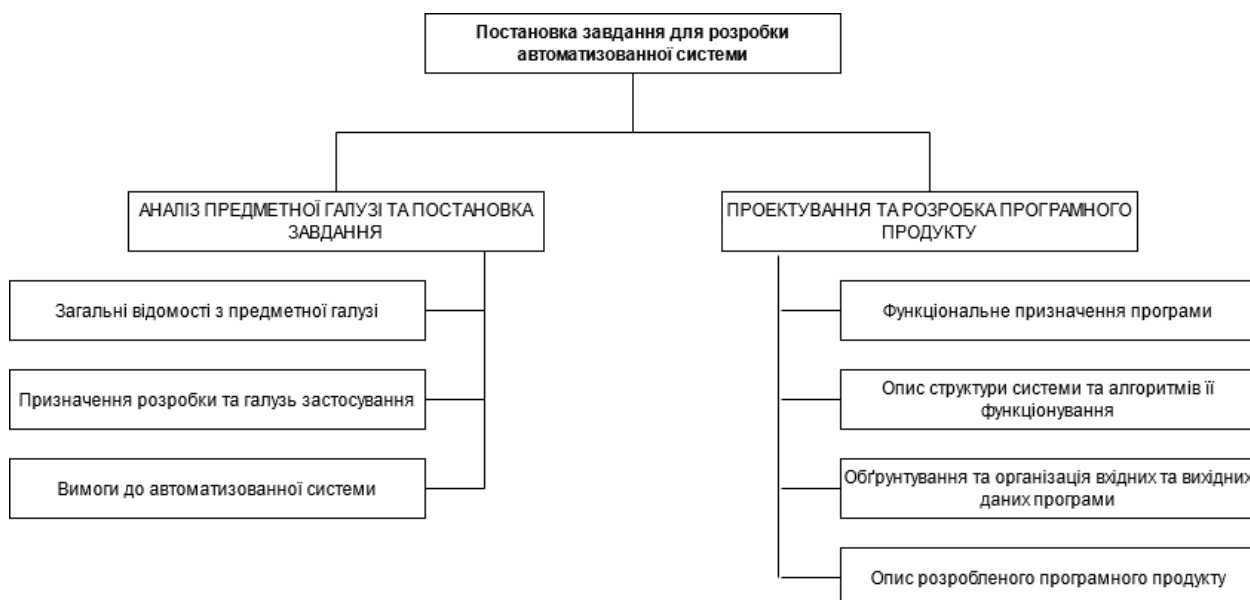 Постановка завдання для розробки
автоматизованної системи
АНАЛІЗ ПРЕДМЕТНОЇ ГАЛУЗІ ТА ПОСТАНОВКА
ЗАВДАННЯ
Загальні відомості з предметної галузі
Призначення розробки та галузь застосування
Вимоги до автоматизованної системи
ПРОЕКТУВАННЯ ТА РОЗРОБКА ПРОГРАМНОГО
ПРОДУКТУ
Функціональне призначення програми
Опис структури системи та алгоритмів її
функціонування
Обґрунтування та організація вхідних та вихідних
даних програми
Опис розробленого програмного продукту